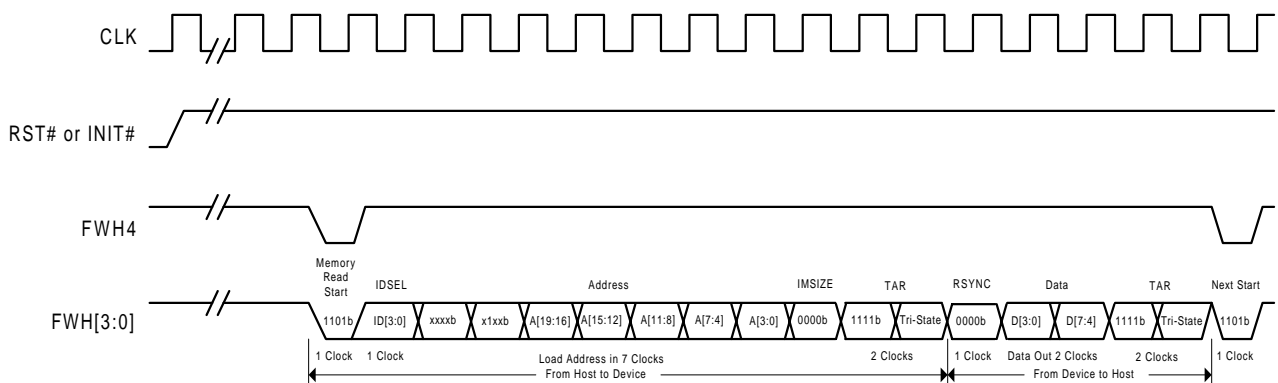 CLK
RST# or INIT#
FWH4
Memory
Read
Start
IDSEL
Address
IMSIZE
TAR
RSYNC
Data
TAR
Next Start
FWH[3:0]
1101b
ID[3:0]
xxxxb
x1xxb
A[19:16]
A[15:12]
A[11:8]
A[7:4]
A[3:0]
0000b
1111b
Tri-State
0000b
D[3:0]
D[7:4]
1111b
Tri-State
1101b
1 Clock
1 Clock
Load Address in 7 Clocks
2 Clocks
1 Clock
Data Out 2 Clocks
2 Clocks
1 Clock
From Host to Device
From Device to Host